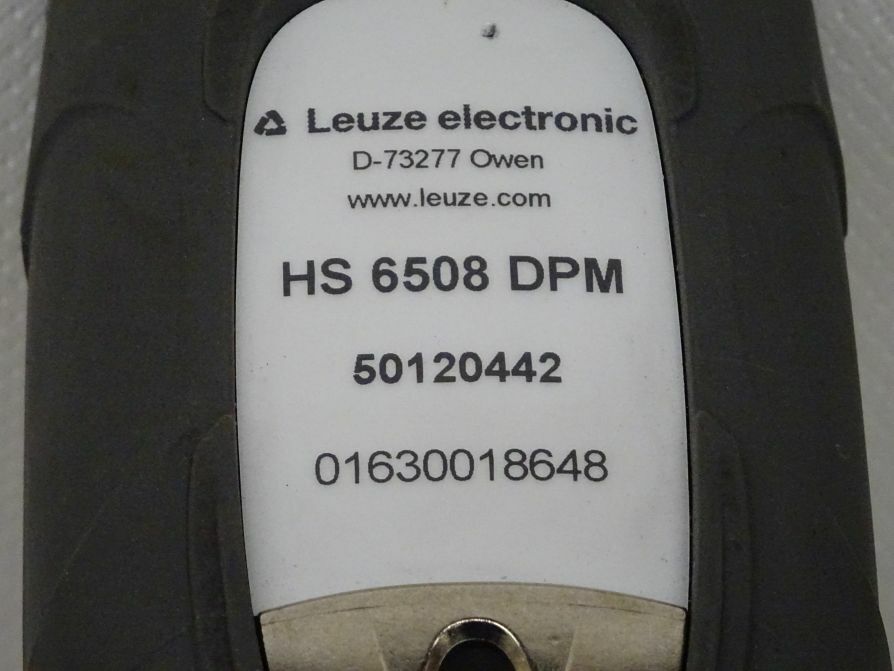 Leuze electronic
D-73277 Owen
www.leuze.com
HS 6508 DPM
50120442
01630018648